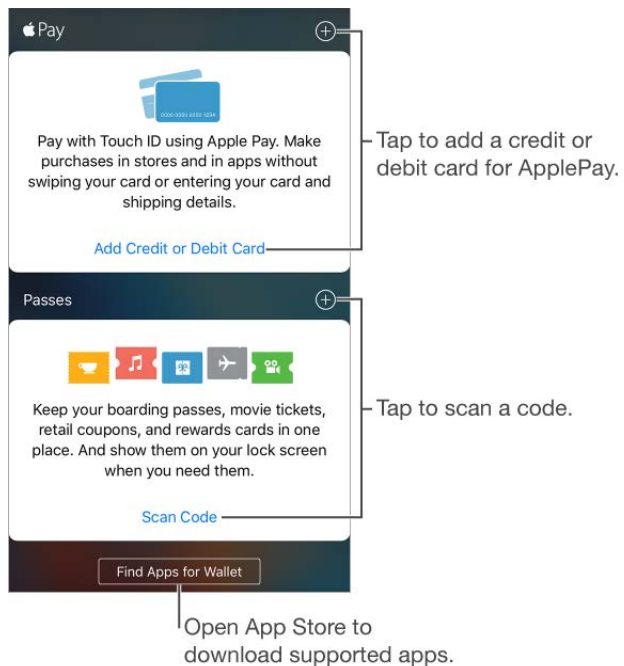 Pay
0000 0000 0000 1234
Pay with Touch ID using Apple Pay. Make
purchases in stores and in apps without
swiping your card or entering your card and
shipping details.
Add Credit or Debit Card
Tap to add a credit or
debit card for ApplePay.
Passes
Keep your boarding passes, movie tickets,
retail coupons, and rewards cards in one
place. And show them on your lock screen
when you need them.
Scan Code
Tap to scan a code.
Find Apps for Wallet
Open App Store to
download supported apps.